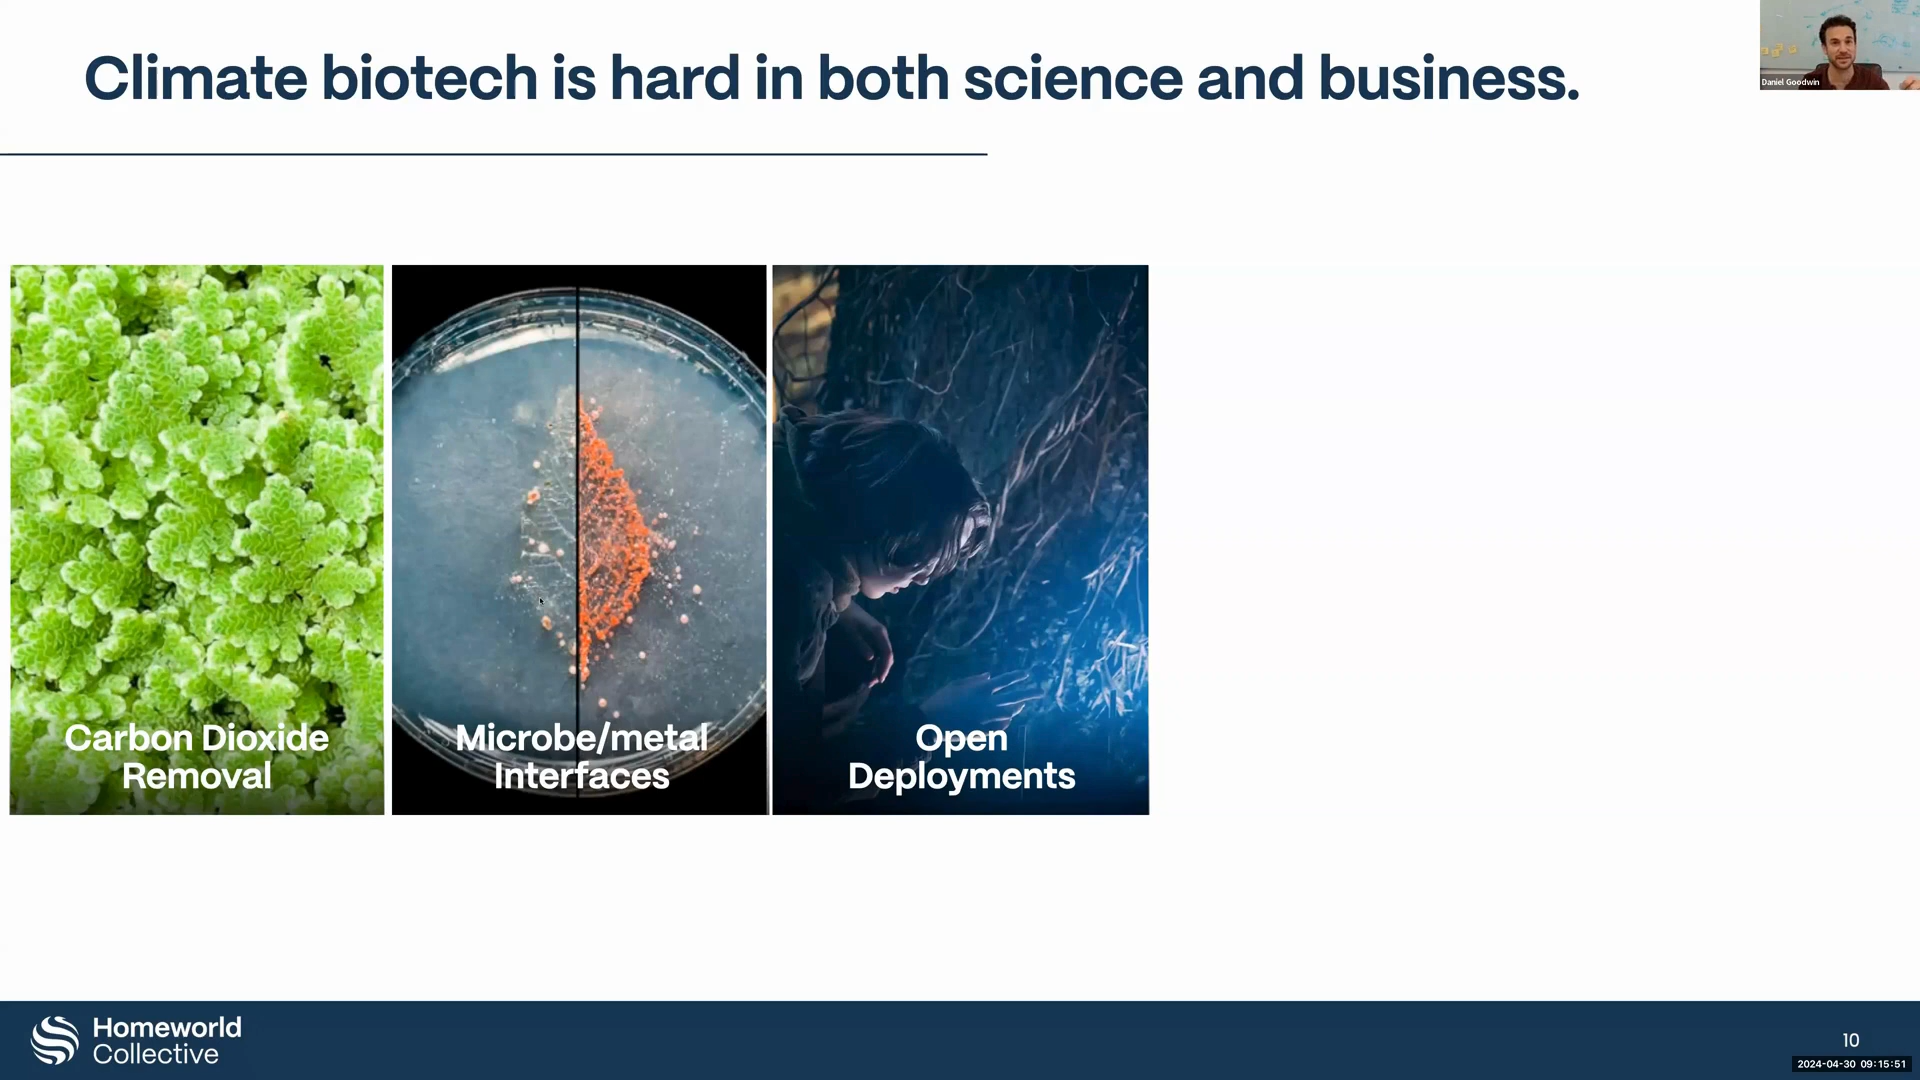 Climate biotech is hard in both science and business.
Daniel Goodwin
Carbon Dioxide
Removal
Microbe/metal
Interfaces
Open
Deployments
Homeworld
Collective
10
2024-04-30 09:15:51